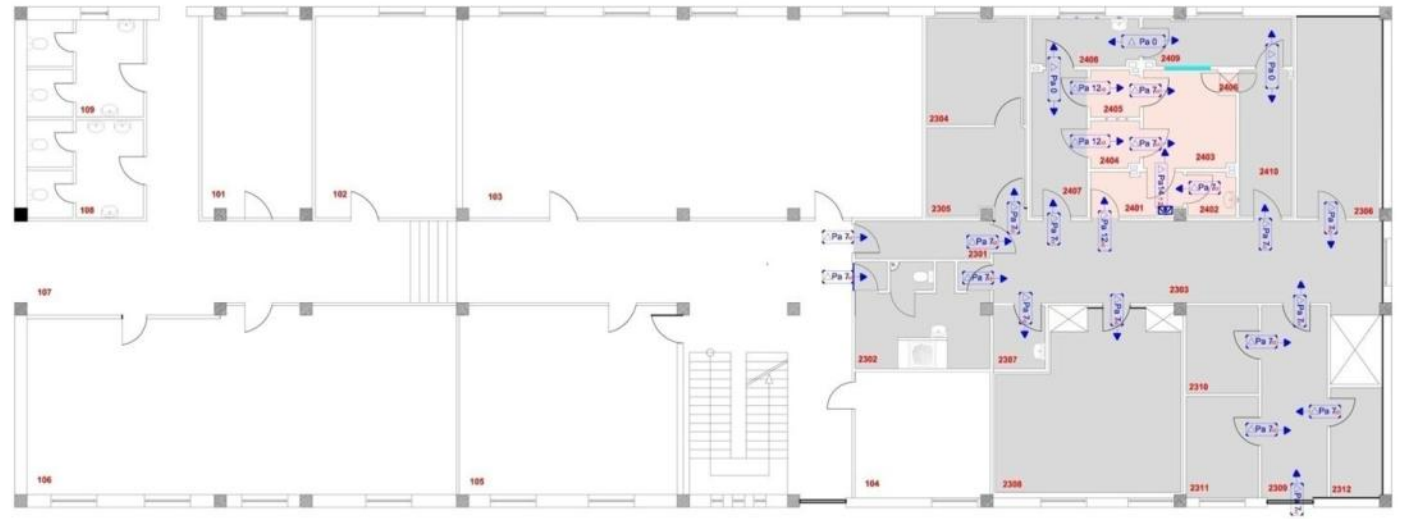 △ Pa 0
2408
2409
△ Pa 0
△ Pa 0
2406
109
△ Pa 12
△ Pa 7
2405
2304
△ Pa 12
△ Pa 7
2404
2403
101
102
103
2407
2410
△ Pa 14
△ Pa 7
108
2305
2401
2402
2306
△ Pa 7
△ Pa 7
△ Pa 12
△ Pa 7
△ Pa 7
△ Pa 7
△ Pa 7
2301
△ Pa 7
△ Pa 7
107
2303
△ Pa 7
△ Pa 7
△ Pa 7
2302
2307
△ Pa 7
2310
△ Pa 7
△ Pa 7
106
105
104
2308
2311
2309
2312